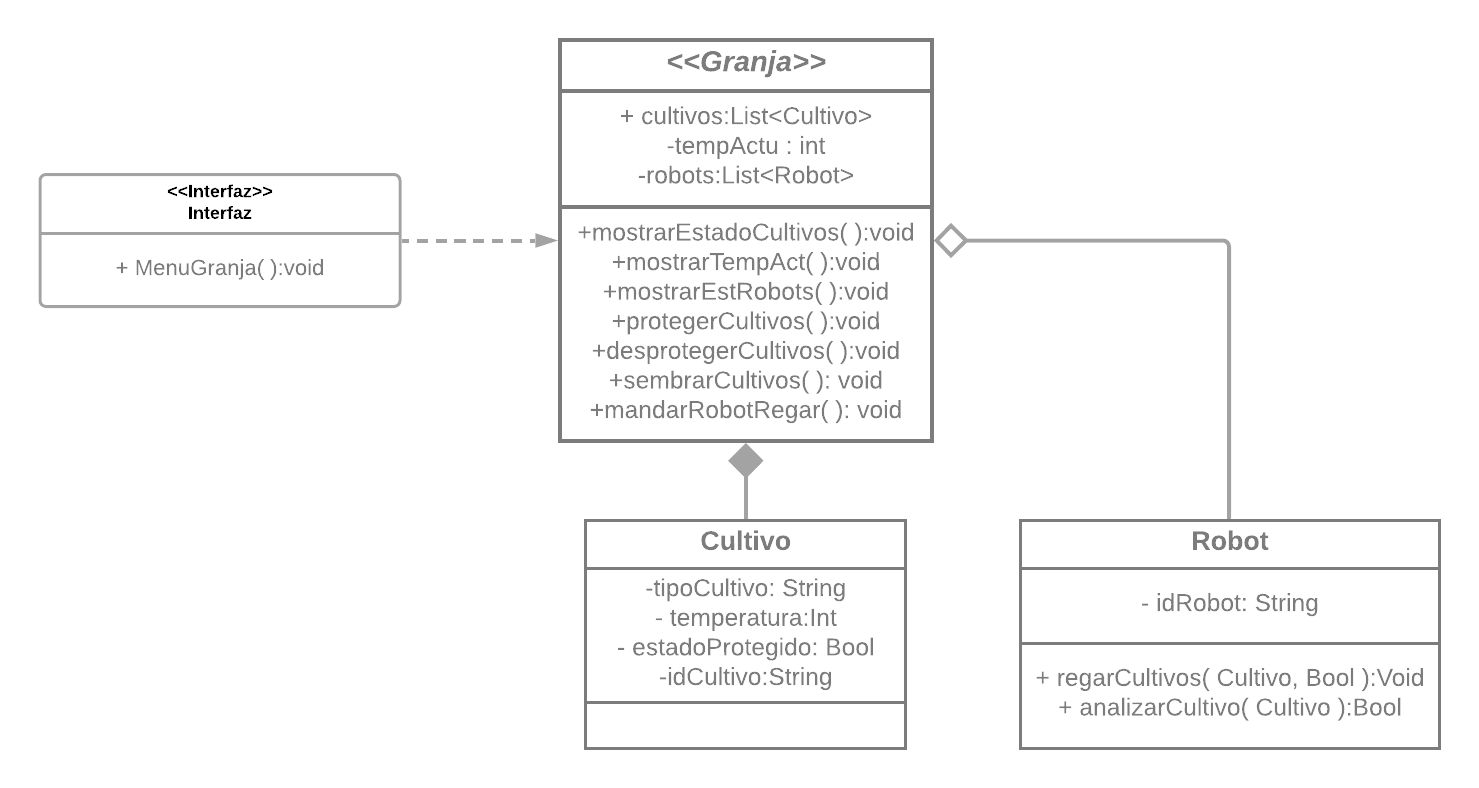 <<Granja>>
+ cultivos:List<Cultivo>
-tempActu : int
-robots:List<Robot>
+mostrarEstadoCultivos( ):void
+mostrarTempAct( ):void
+mostrarEstRobots( ):void
+protegerCultivos( ):void
+desprotegerCultivos( ):void
+sembrarCultivos( ): void
+mandarRobotRegar( ): void
<<Interfaz>>
Interfaz
+ MenuGranja( ):void
Cultivo
-tipoCultivo: String
- temperatura:Int
- estadoProtegido: Bool
-idCultivo:String
Robot
- idRobot: String
+ regarCultivos( Cultivo, Bool ):Void
+ analizarCultivo( Cultivo ):Bool